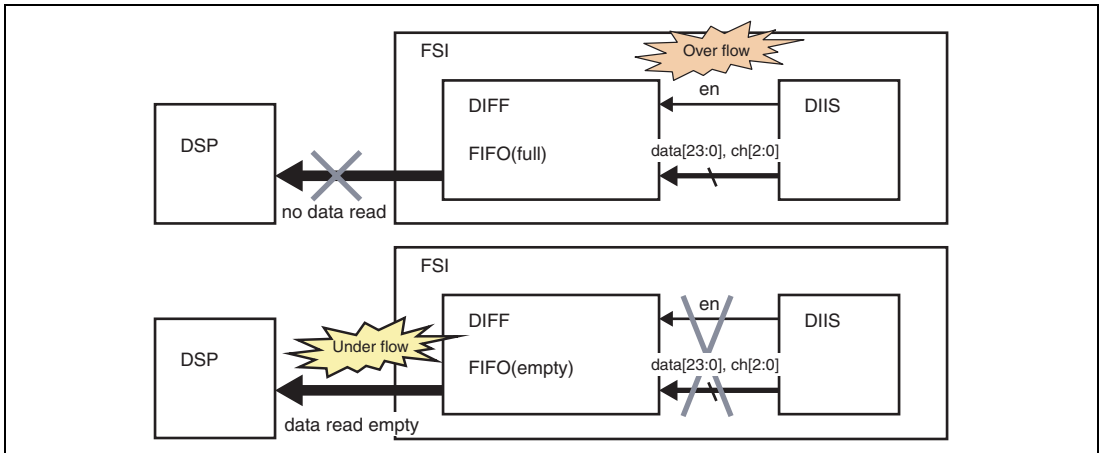 FSI
Over flow
en
DIFF
DIIS
DSP
FIFO(full)
data[23:0], ch[2:0]
no data read
FSI
en
DIFF
DIIS
Under flow
DSP
FIFO(empty)
data[23:0], ch[2:0]
data read empty